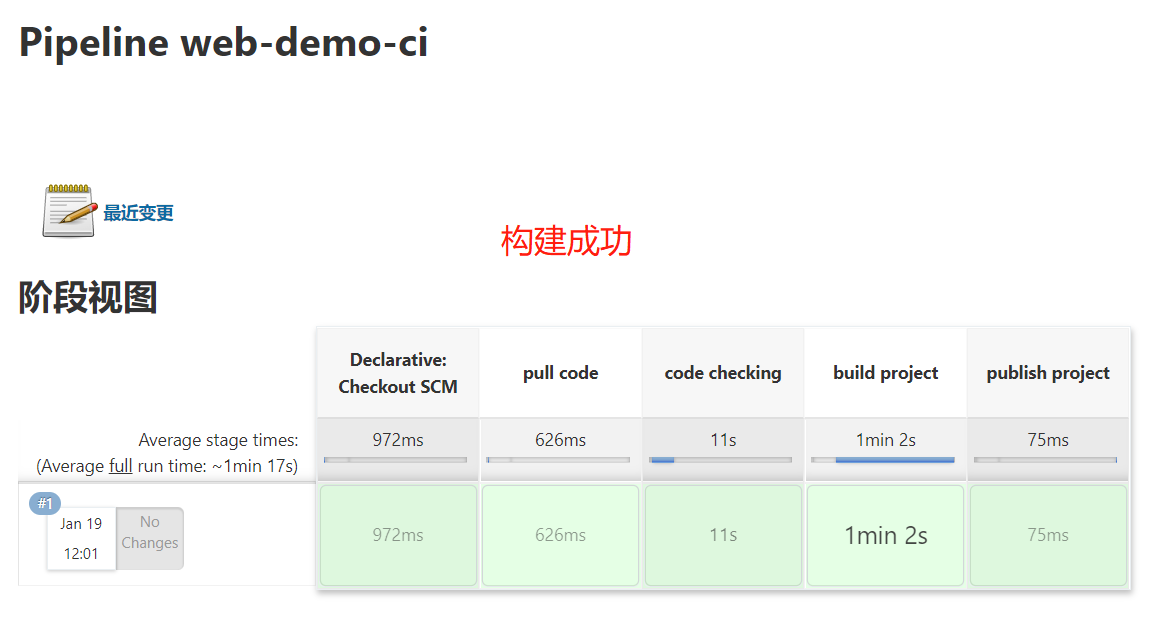 Pipeline web-demo-ci
最近变更
构建成功
阶段视图
Declarative: Checkout SCM
pull code
code checking
build project
publish project
Average stage times:
972ms
626ms
11s
1min 2s
75ms
(Average full run time: ~1min 17s)
#1
Jan 19
12:01
No
Changes
972ms
626ms
11s
1min 2s
75ms